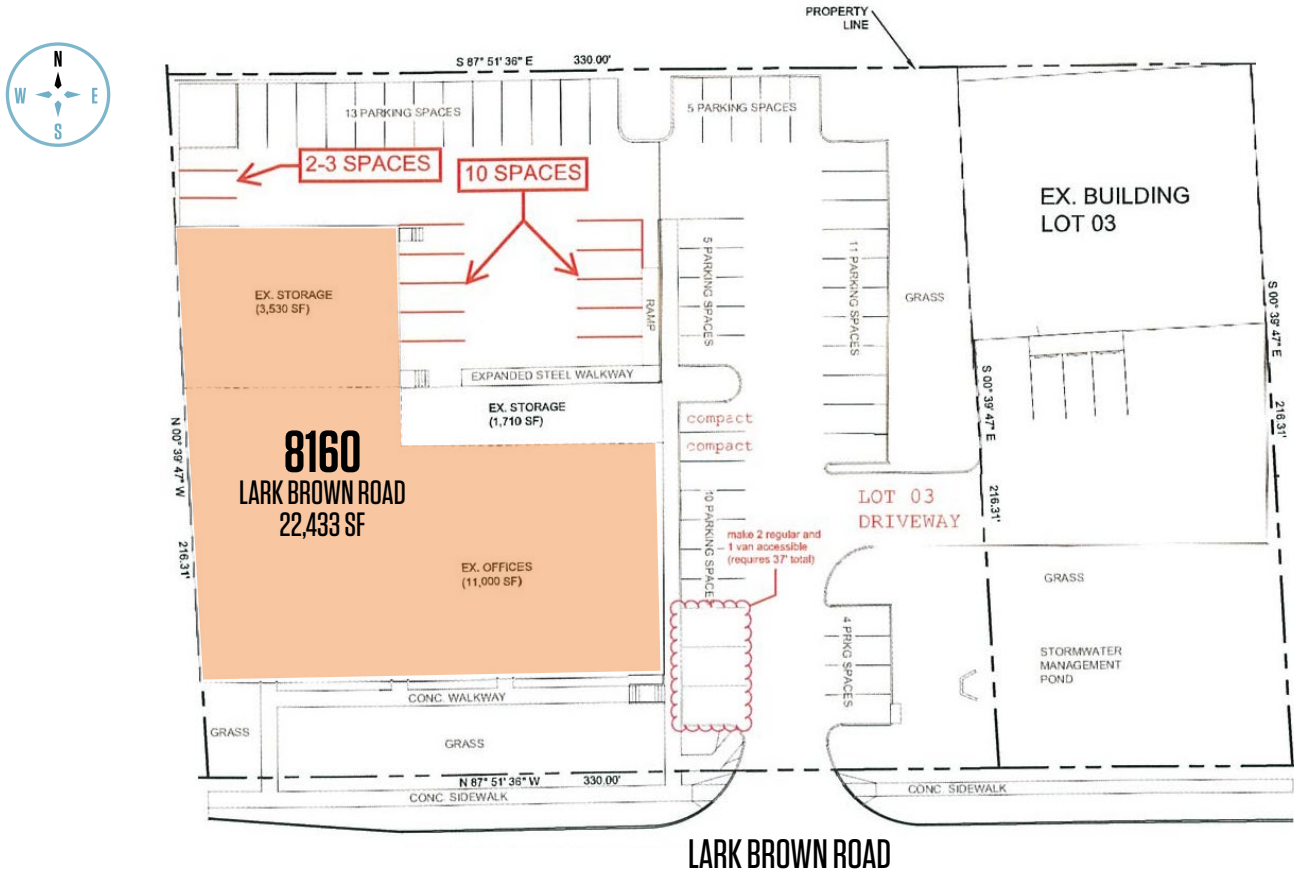 PROPERTY
LINE
N
W
E
S
S 87° 51' 36" E 330.00'
13 PARKING SPACES
5 PARKING SPACES
2-3 SPACES
10 SPACES
EX. BUILDING
LOT 03
EX. STORAGE
(3,530 SF)
RAMP
5 PARKING SPACES
11 PARKING SPACES
GRASS
S 00° 39' 47" E
216.31'
EXPANDED STEEL WALKWAY
EX. STORAGE
(1,710 SF)
S 00° 39' 47" E
216.31'
compact
compact
N 00° 39' 47" W
216.31'
8160
LARK BROWN ROAD
22,433 SF
LOT 03
DRIVEWAY
10 PARKING SPACE
make 2 regular and
1 van accessible
(requires 37' total)
EX. OFFICES
(11,000 SF)
GRASS
4 PRKG SPACES
STORMWATER
MANAGEMENT
POND
CONC. WALKWAY
GRASS
GRASS
N 87° 51' 36" W 330.00'
CONC. SIDEWALK
CONC. SIDEWALK
LARK BROWN ROAD